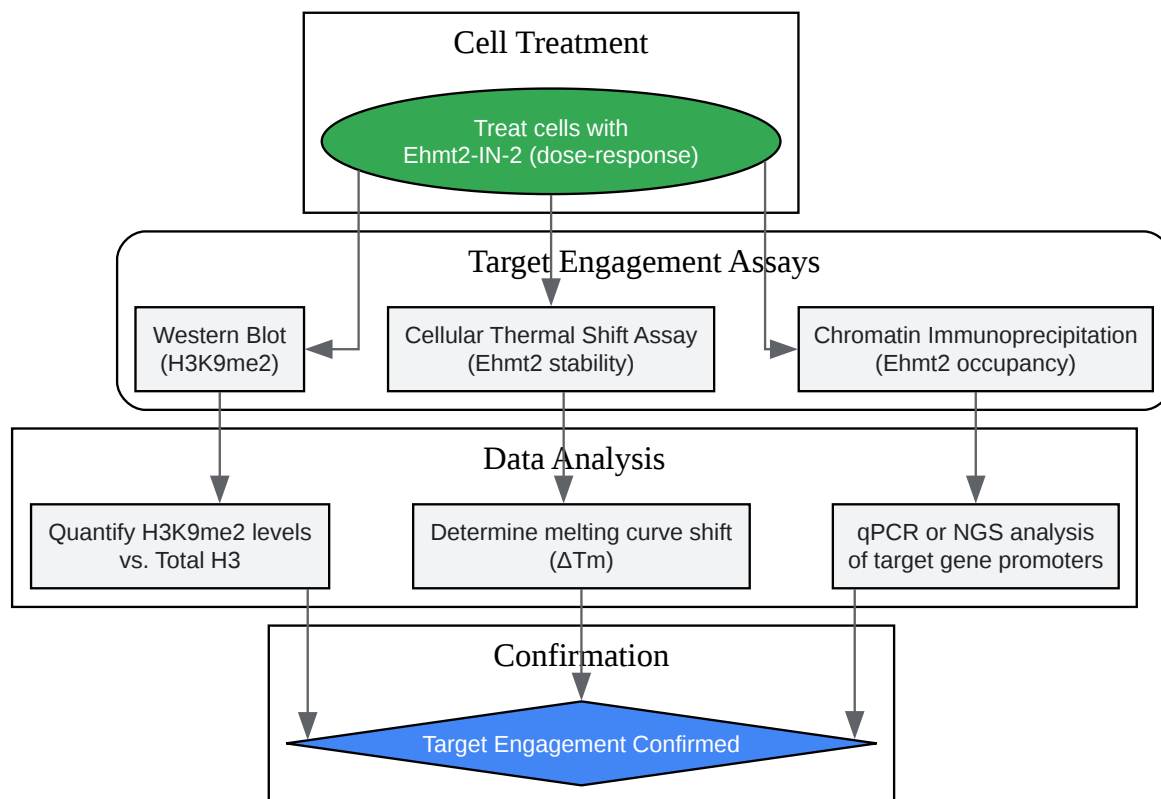 Cell Treatment
Treat cells with
Ehmt2-IN-2 (dose-response)
Target Engagement Assays
Western Blot
(H3K9me2)
Cellular Thermal Shift Assay
(Ehmt2 stability)
Chromatin Immunoprecipitation
(Ehmt2 occupancy)
Data Analysis
Quantify H3K9me2 levels
vs. Total H3
Determine melting curve shift
(ΔTm)
qPCR or NGS analysis
of target gene promoters
Confirmation
Target Engagement Confirmed